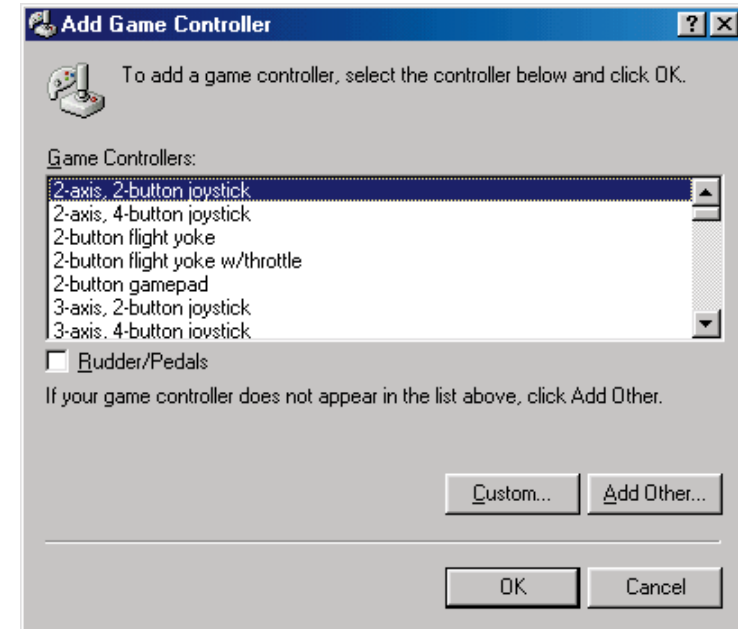 Add Game Controller
To add a game controller, select the controller below and click OK.
Game Controllers:
2-axis, 2-button joystick
2-axis, 4-button joystick
2-button flight yoke
2-button flight yoke w/throttle
2-button gamepad
3-axis, 2-button joystick
3-axis, 4-button joystick
Rudder/Pedals
If your game controller does not appear in the list above, click Add Other.
Custom... Add Other...
OK Cancel